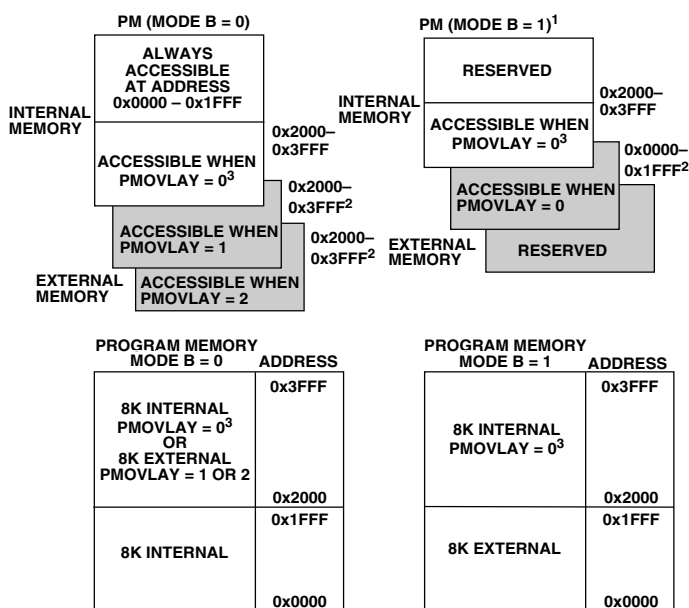 PM (MODE B = 0)
ALWAYS
ACCESSIBLE
AT ADDRESS
0x0000 – 0x1FFF
INTERNAL
MEMORY
0x2000–
0x3FFF
ACCESSIBLE WHEN
PMOVLAY = 0³
0x2000–
0x3FFF²
ACCESSIBLE WHEN
PMOVLAY = 1
0x2000–
0x3FFF²
EXTERNAL
MEMORY
ACCESSIBLE WHEN
PMOVLAY = 2
PM (MODE B = 1)¹
RESERVED
INTERNAL
MEMORY
0x2000–
0x3FFF
ACCESSIBLE WHEN
PMOVLAY = 0³
0x0000–
0x1FFF²
ACCESSIBLE WHEN
PMOVLAY = 0
EXTERNAL
MEMORY
RESERVED
PROGRAM MEMORY
MODE B = 0
ADDRESS
8K INTERNAL
PMOVLAY = 0³
OR
8K EXTERNAL
PMOVLAY = 1 OR 2
0x3FFF
0x2000
8K INTERNAL
0x1FFF
0x0000
PROGRAM MEMORY
MODE B = 1
ADDRESS
8K INTERNAL
PMOVLAY = 0³
0x3FFF
0x2000
8K EXTERNAL
0x1FFF
0x0000